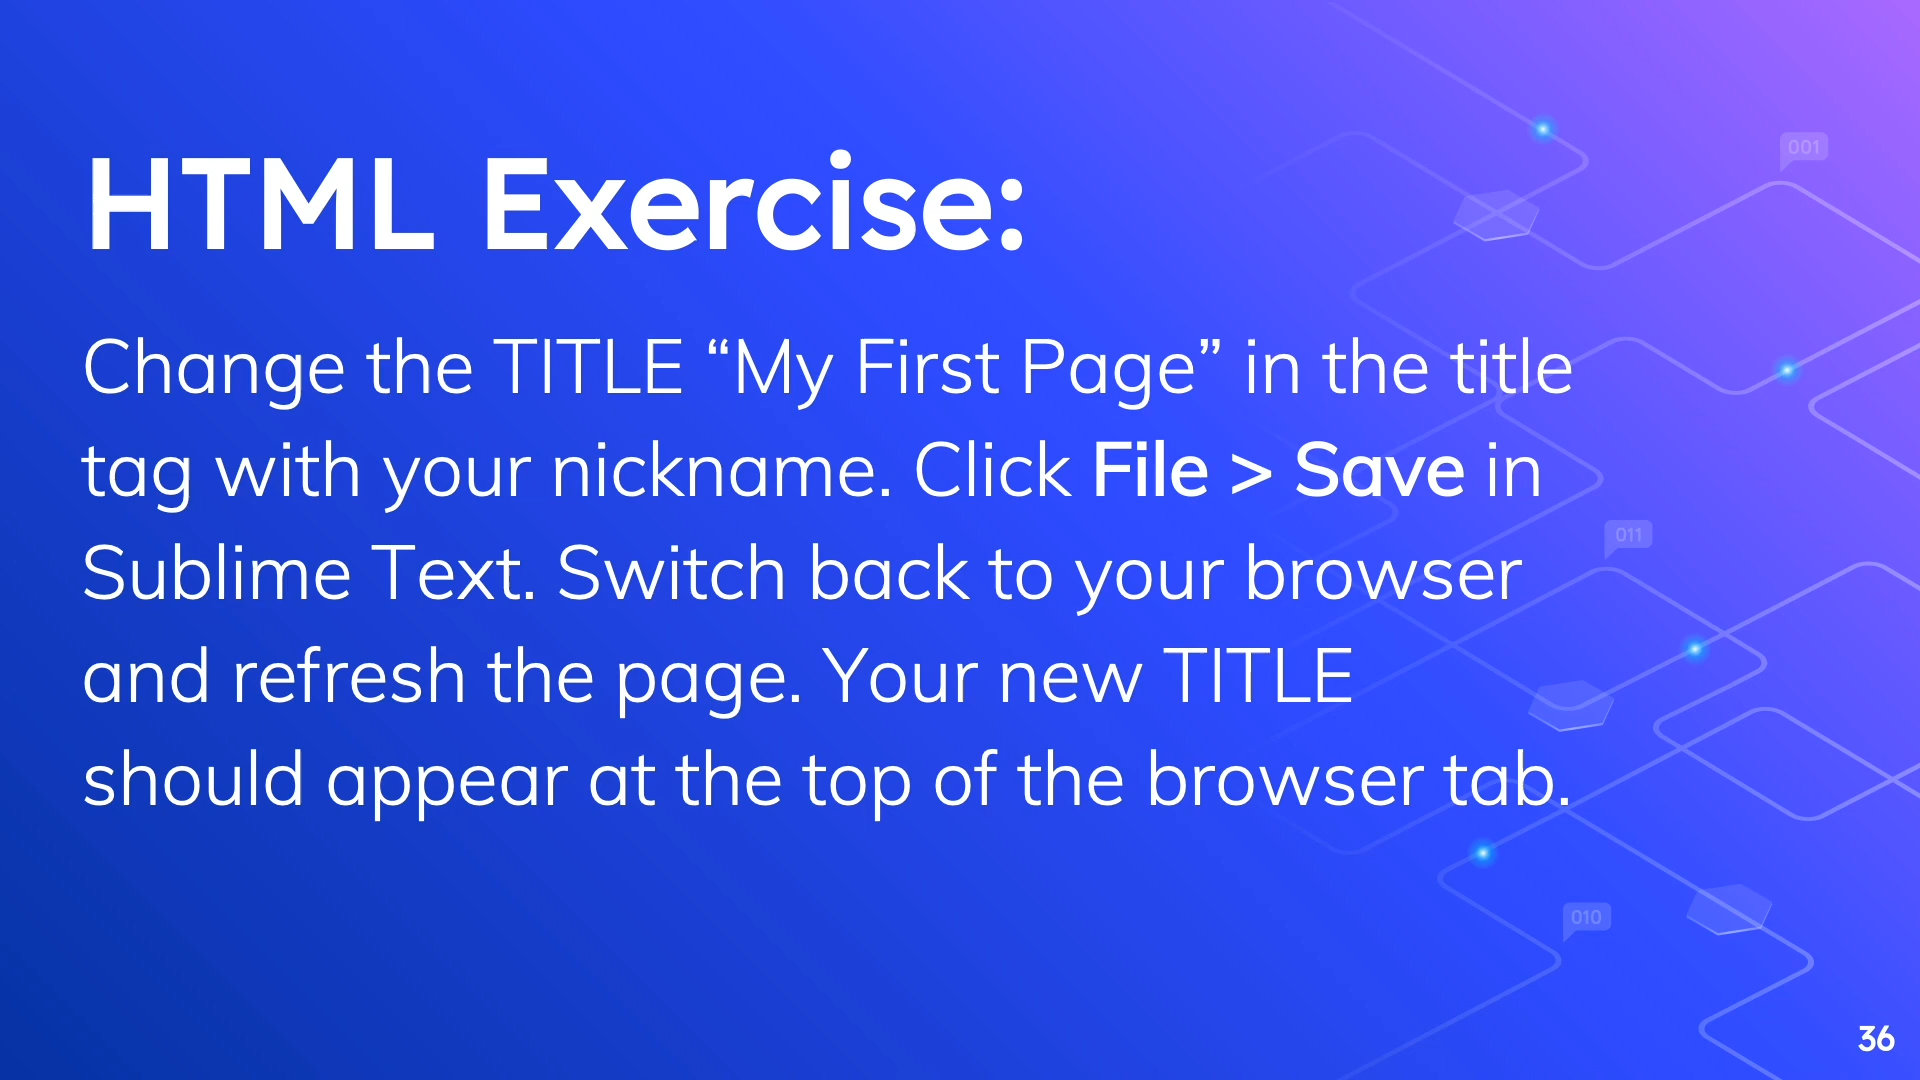 HTML Exercise:
Change the TITLE “My First Page” in the title
tag with your nickname. Click File > Save in
Sublime Text. Switch back to your browser
and refresh the page. Your new TITLE
should appear at the top of the browser tab.
001
011
010
36